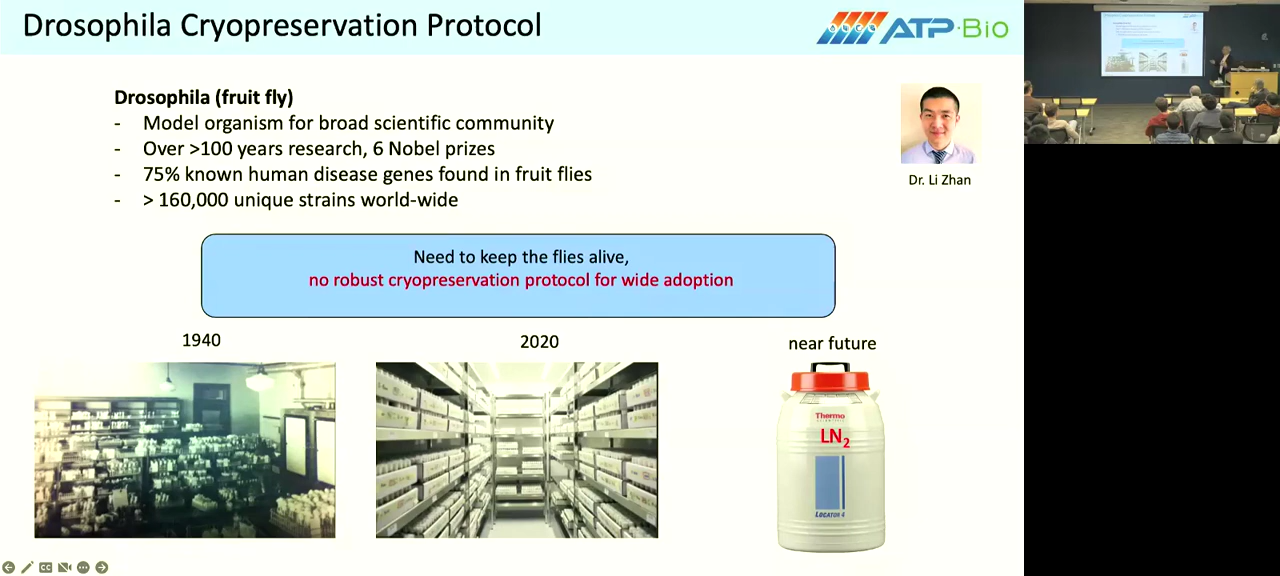 Drosophila Cryopreservation Protocol
ATP-Bio
Drosophila (fruit fly)
- Model organism for broad scientific community
- Over >100 years research, 6 Nobel prizes
- 75% known human disease genes found in fruit flies
- > 160,000 unique strains world-wide
Dr. Li Zhan
Need to keep the flies alive,
no robust cryopreservation protocol for wide adoption
1940
2020
near future
Thermo
SCIENTIFIC
LN2
LOCATOR 4
CC